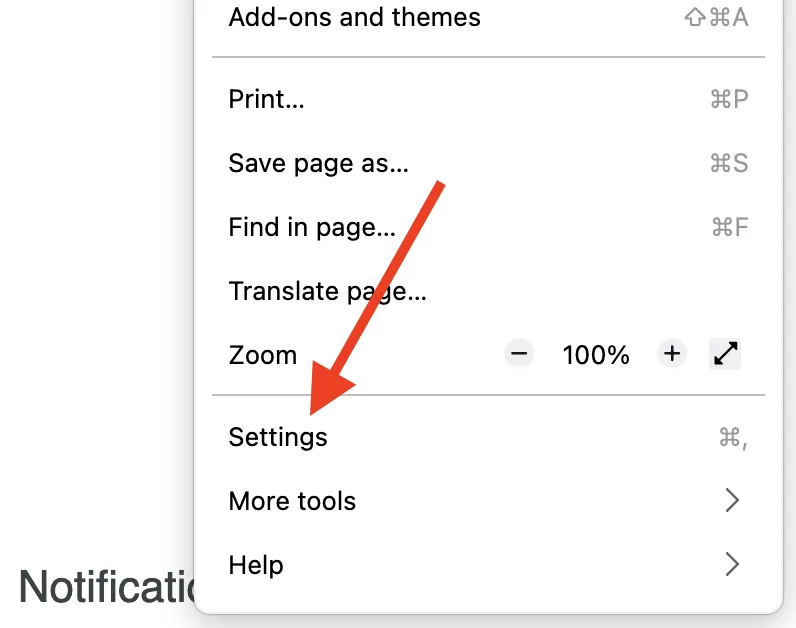 Add-ons and themes ⇧⌘A
Print... ⌘P
Save page as... ⌘S
Find in page... ⌘F
Translate page...
Zoom − 100% +
Settings ⌘,
More tools
Help